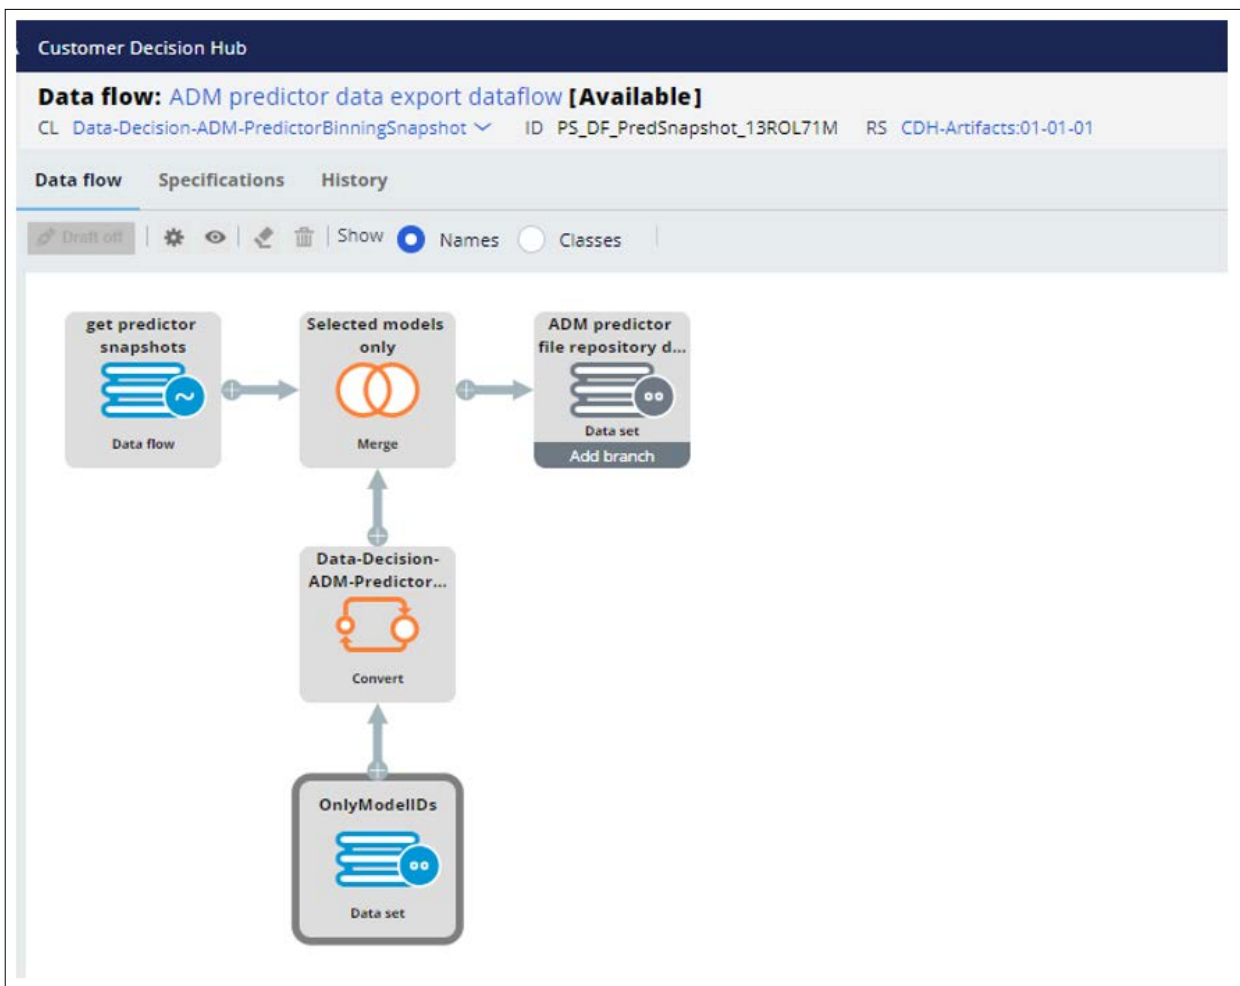 Customer Decision Hub
Data flow: ADM predictor data export dataflow [Available]
CL Data-Decision-ADM-PredictorBinningSnapshot ID PS_DF_PredSnapshot_13ROL71M RS CDH-Artifacts:01-01-01
Data flow Specifications History
Draft off Show Names Classes
get predictor
snapshots
Data flow
Selected models
only
Merge
ADM predictor
file repository d...
Data set
Add branch
Data-Decision-
ADM-Predictor...
Convert
OnlyModelIDs
Data set